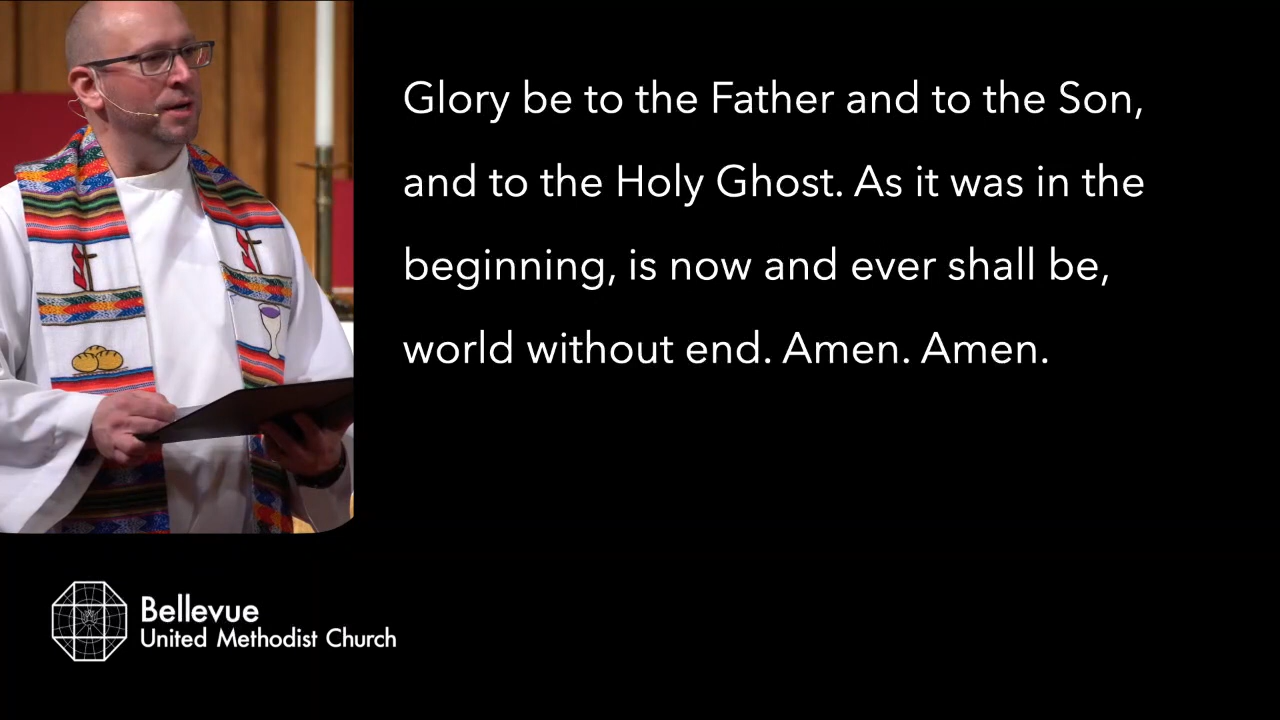 Glory be to the Father and to the Son,
and to the Holy Ghost. As it was in the
beginning, is now and ever shall be,
world without end. Amen. Amen.
Bellevue
United Methodist Church